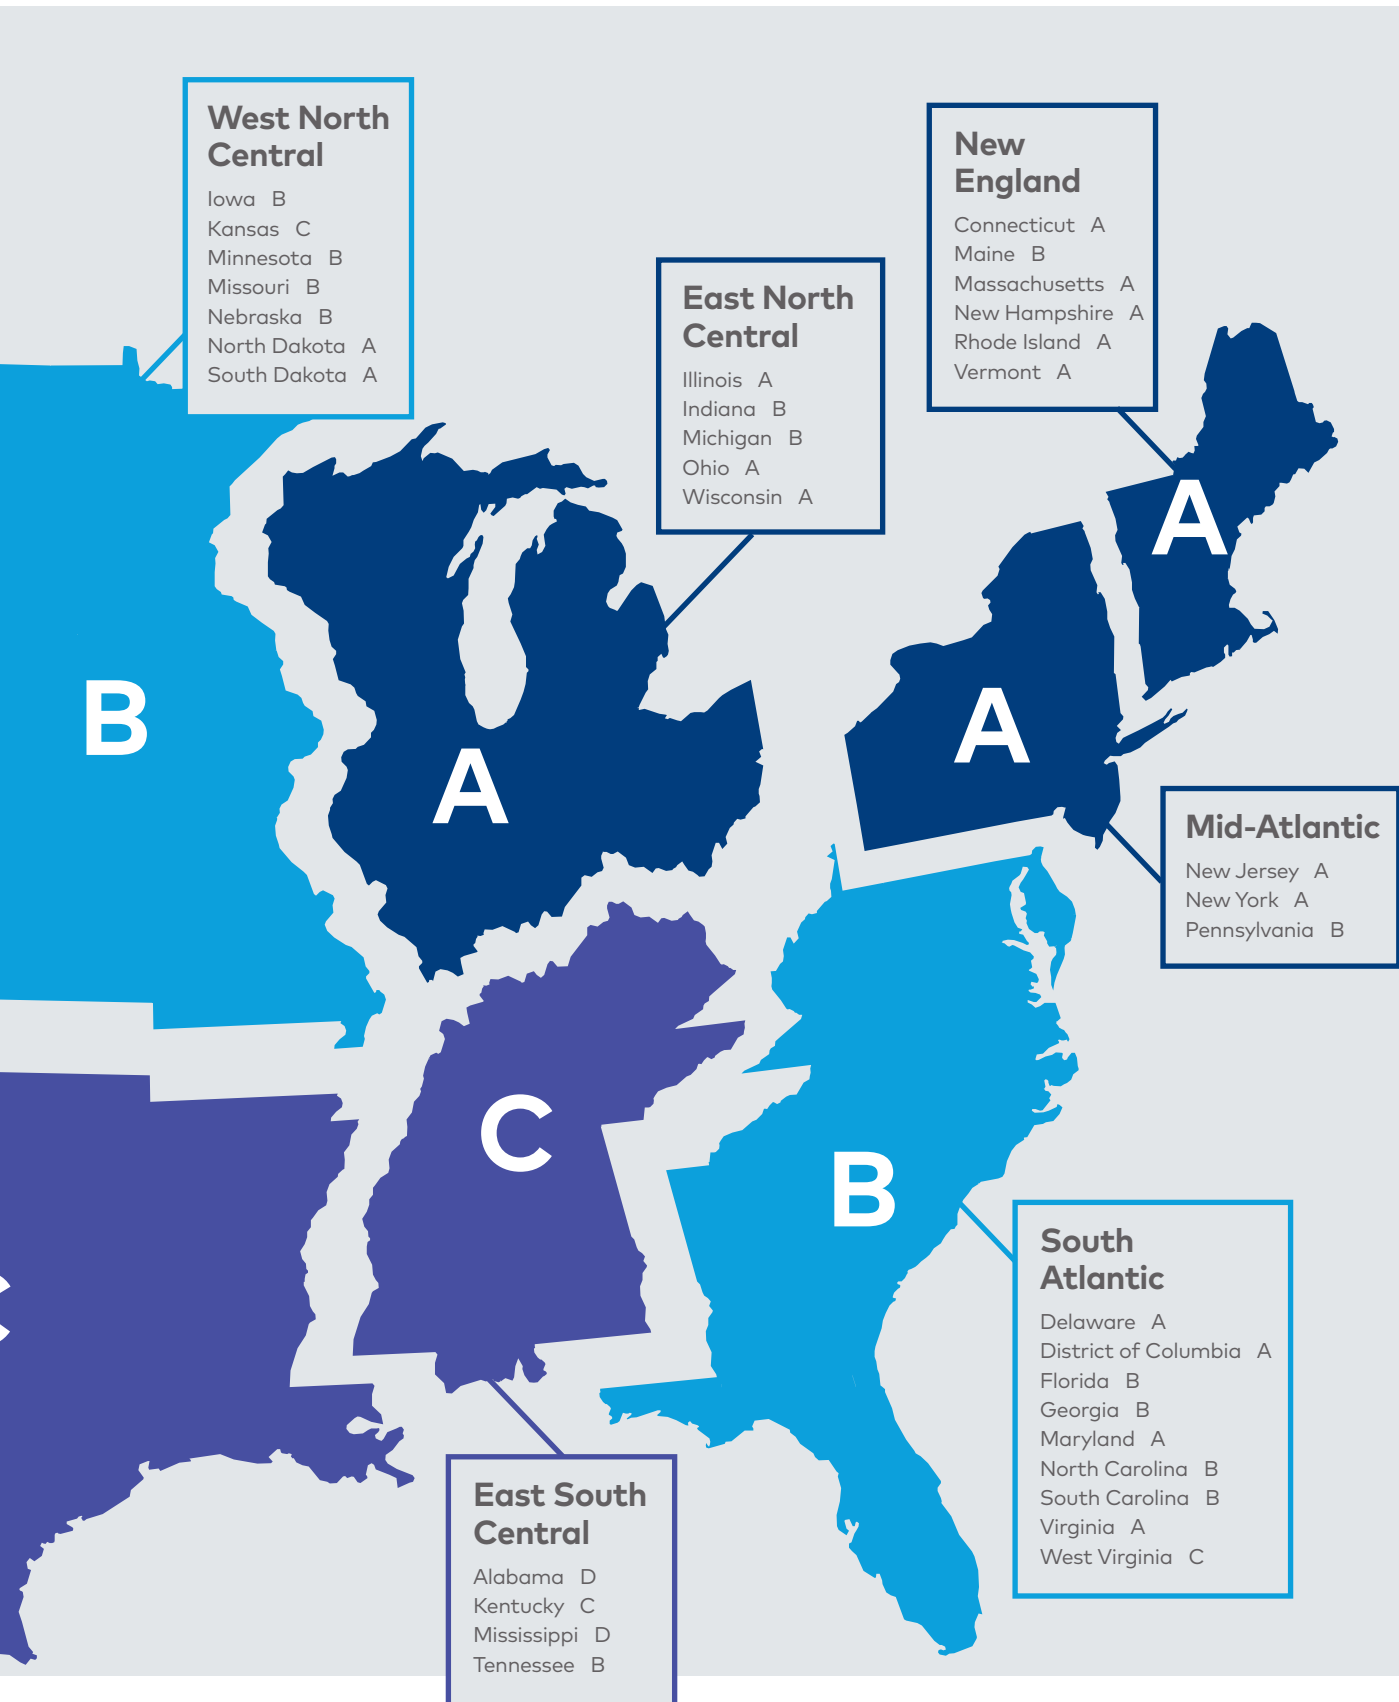 West North
Central
Iowa B
Kansas C
Minnesota B
Missouri B
Nebraska B
North Dakota A
South Dakota A
New
England
Connecticut A
Maine B
Massachusetts A
New Hampshire A
Rhode Island A
Vermont A
East North
Central
Illinois A
Indiana B
Michigan B
Ohio A
Wisconsin A
A
B
A
A
Mid-Atlantic
New Jersey A
New York A
Pennsylvania B
C
B
South
Atlantic
Delaware A
District of Columbia A
Florida B
Georgia B
Maryland A
North Carolina B
South Carolina B
Virginia A
West Virginia C
East South
Central
Alabama D
Kentucky C
Mississippi D
Tennessee B